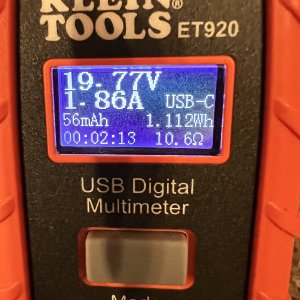 KLEIN®
TOOLS ET920
19.77V
1.86A USB-C
56mAh 1.112Wh
00:02:13 10.6Ω
USB Digital
Multimeter
Mode